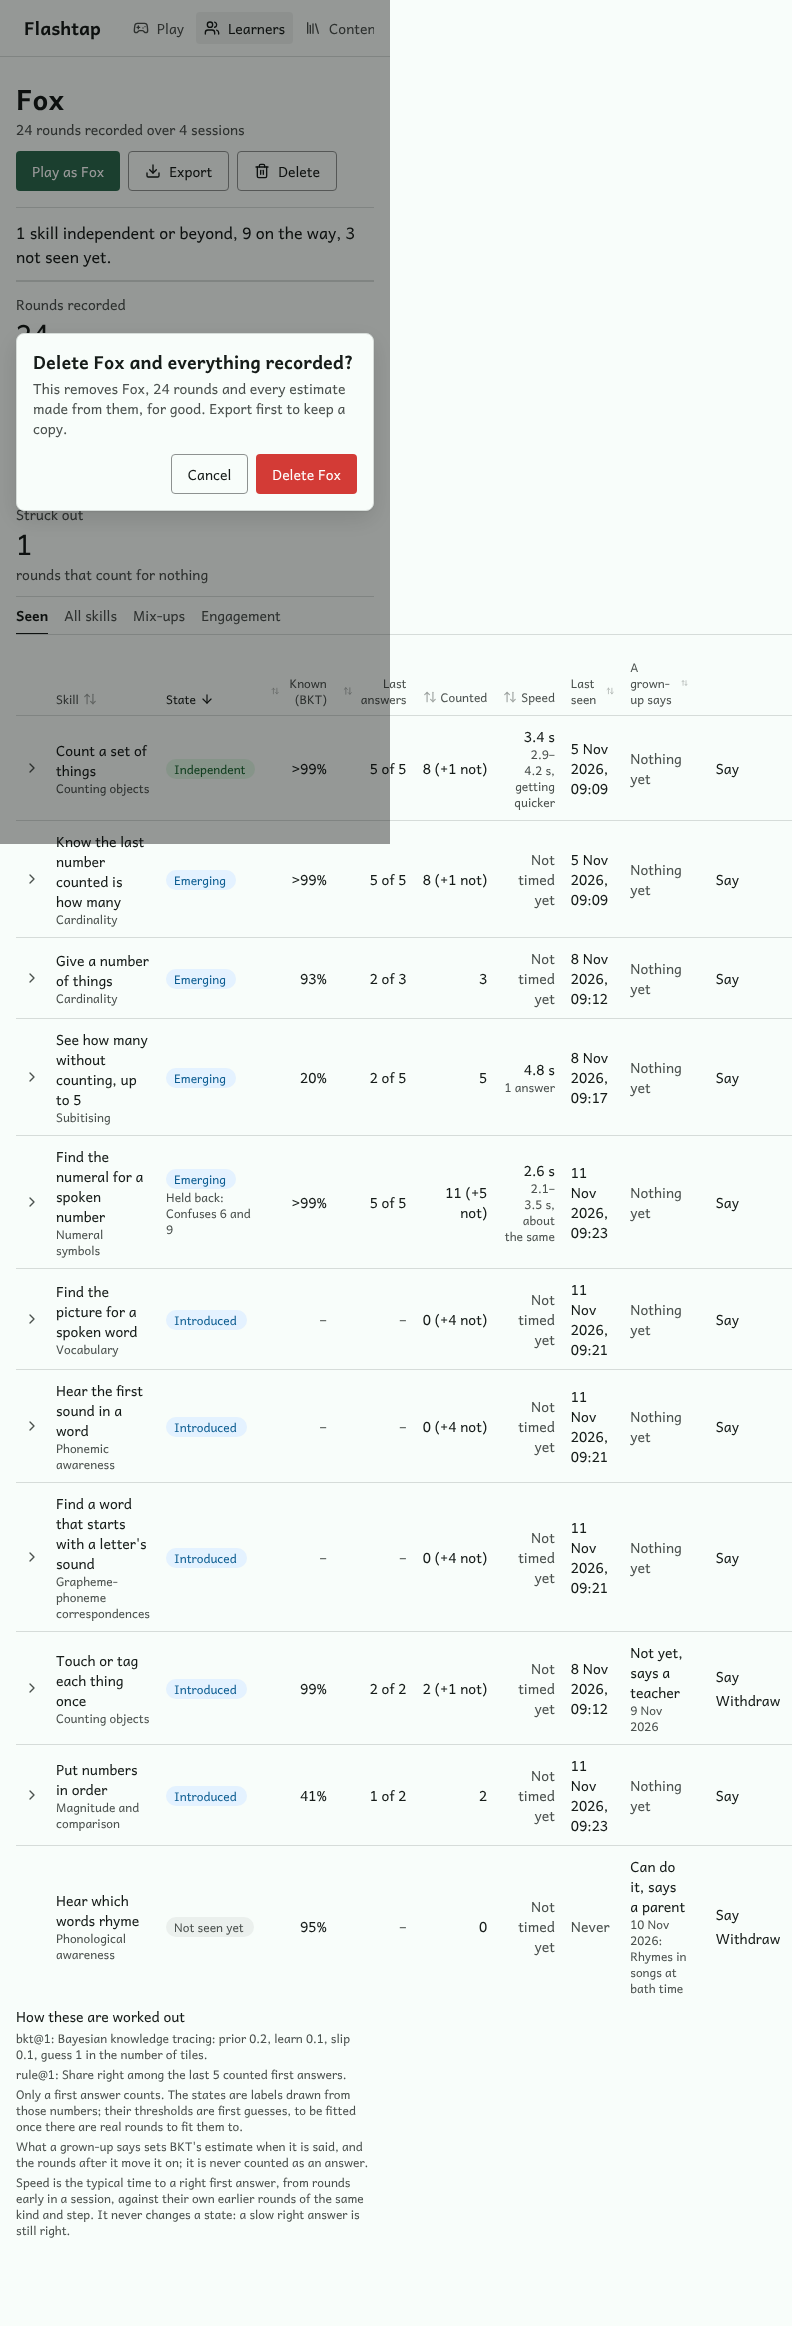 Flashtap
Play
Learners
Conten
Fox
24 rounds recorded over 4 sessions
Play as Fox
Export
Delete
1 skill independent or beyond, 9 on the way, 3
not seen yet.
Rounds recorded
24
Delete Fox and everything recorded?
This removes Fox, 24 rounds and every estimate
made from them, for good. Export first to keep a
copy.
Cancel
Delete Fox
Struck out
1
rounds that count for nothing
Seen
All skills
Mix-ups
Engagement
Skill
State
Known
(BKT)
Last
answers
Counted
Speed
Last
seen
A
grown-
up says
Count a set of
things
Counting objects
Independent
>99%
5 of 5
8 (+1 not)
3.4 s
2.9–
4.2 s,
getting
quicker
5 Nov
2026,
09:09
Nothing
yet
Say
Know the last
number
counted is
how many
Cardinality
Emerging
>99%
5 of 5
8 (+1 not)
Not
timed
yet
5 Nov
2026,
09:09
Nothing
yet
Say
Give a number
of things
Cardinality
Emerging
93%
2 of 3
3
Not
timed
yet
8 Nov
2026,
09:12
Nothing
yet
Say
See how many
without
counting, up
to 5
Subitising
Emerging
20%
2 of 5
5
4.8 s
1 answer
8 Nov
2026,
09:17
Nothing
yet
Say
Find the
numeral for a
spoken
number
Numeral
symbols
Emerging
Held back:
Confuses 6 and
9
>99%
5 of 5
11 (+5
not)
2.6 s
2.1–
3.5 s,
about
the same
11
Nov
2026,
09:23
Nothing
yet
Say
Find the
picture for a
spoken word
Vocabulary
Introduced
–
–
0 (+4 not)
Not
timed
yet
11
Nov
2026,
09:21
Nothing
yet
Say
Hear the first
sound in a
word
Phonemic
awareness
Introduced
–
–
0 (+4 not)
Not
timed
yet
11
Nov
2026,
09:21
Nothing
yet
Say
Find a word
that starts
with a letter's
sound
Grapheme-
phoneme
correspondences
Introduced
–
–
0 (+4 not)
Not
timed
yet
11
Nov
2026,
09:21
Nothing
yet
Say
Touch or tag
each thing
once
Counting objects
Introduced
99%
2 of 2
2 (+1 not)
Not
timed
yet
8 Nov
2026,
09:12
Not yet,
says a
teacher
9 Nov
2026
Say
Withdraw
Put numbers
in order
Magnitude and
comparison
Introduced
41%
1 of 2
2
Not
timed
yet
11
Nov
2026,
09:23
Nothing
yet
Say
Hear which
words rhyme
Phonological
awareness
Not seen yet
95%
–
0
Not
timed
yet
Never
Can do
it, says
a parent
10 Nov
2026:
Rhymes in
songs at
bath time
Say
Withdraw
How these are worked out
bkt@1: Bayesian knowledge tracing: prior 0.2, learn 0.1, slip
0.1, guess 1 in the number of tiles.
rule@1: Share right among the last 5 counted first answers.
Only a first answer counts. The states are labels drawn from
those numbers; their thresholds are first guesses, to be fitted
once there are real rounds to fit them to.
What a grown-up says sets BKT's estimate when it is said, and
the rounds after it move it on; it is never counted as an answer.
Speed is the typical time to a right first answer, from rounds
early in a session, against their own earlier rounds of the same
kind and step. It never changes a state: a slow right answer is
still right.